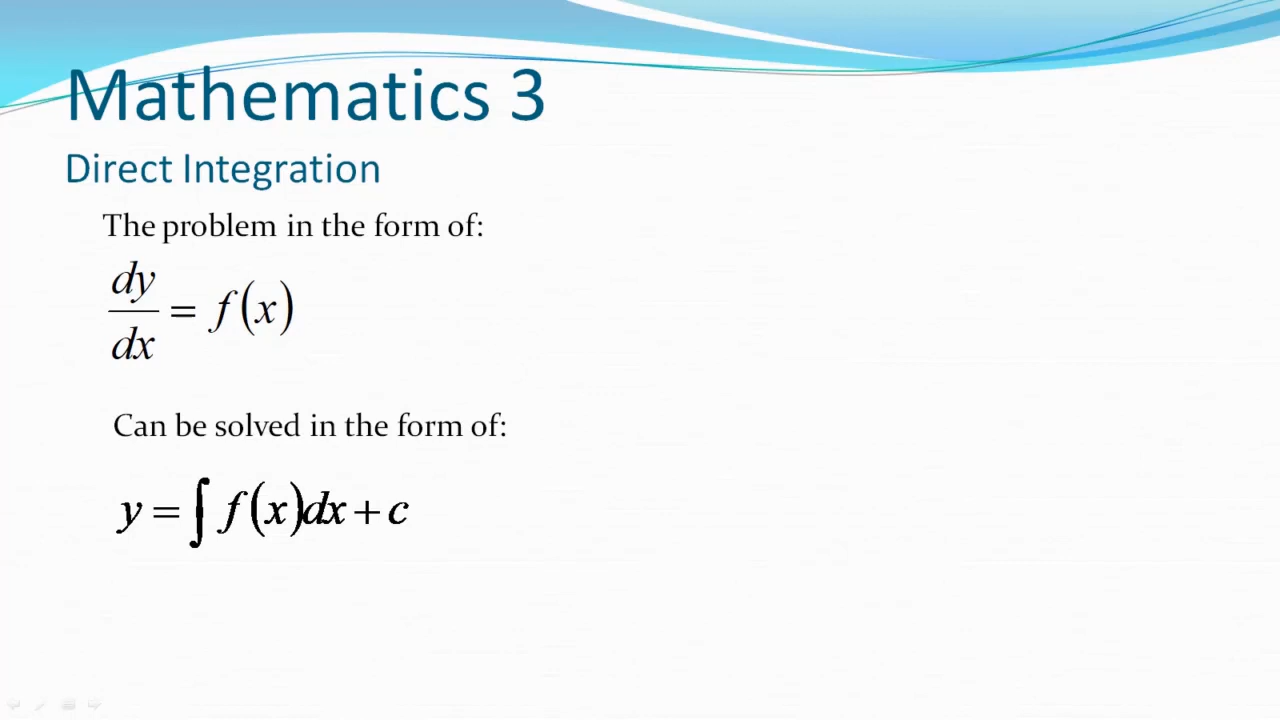 Mathematics 3
Direct Integration
The problem in the form of:
dy/dx = f(x)
Can be solved in the form of:
y = ∫ f(x)dx + c